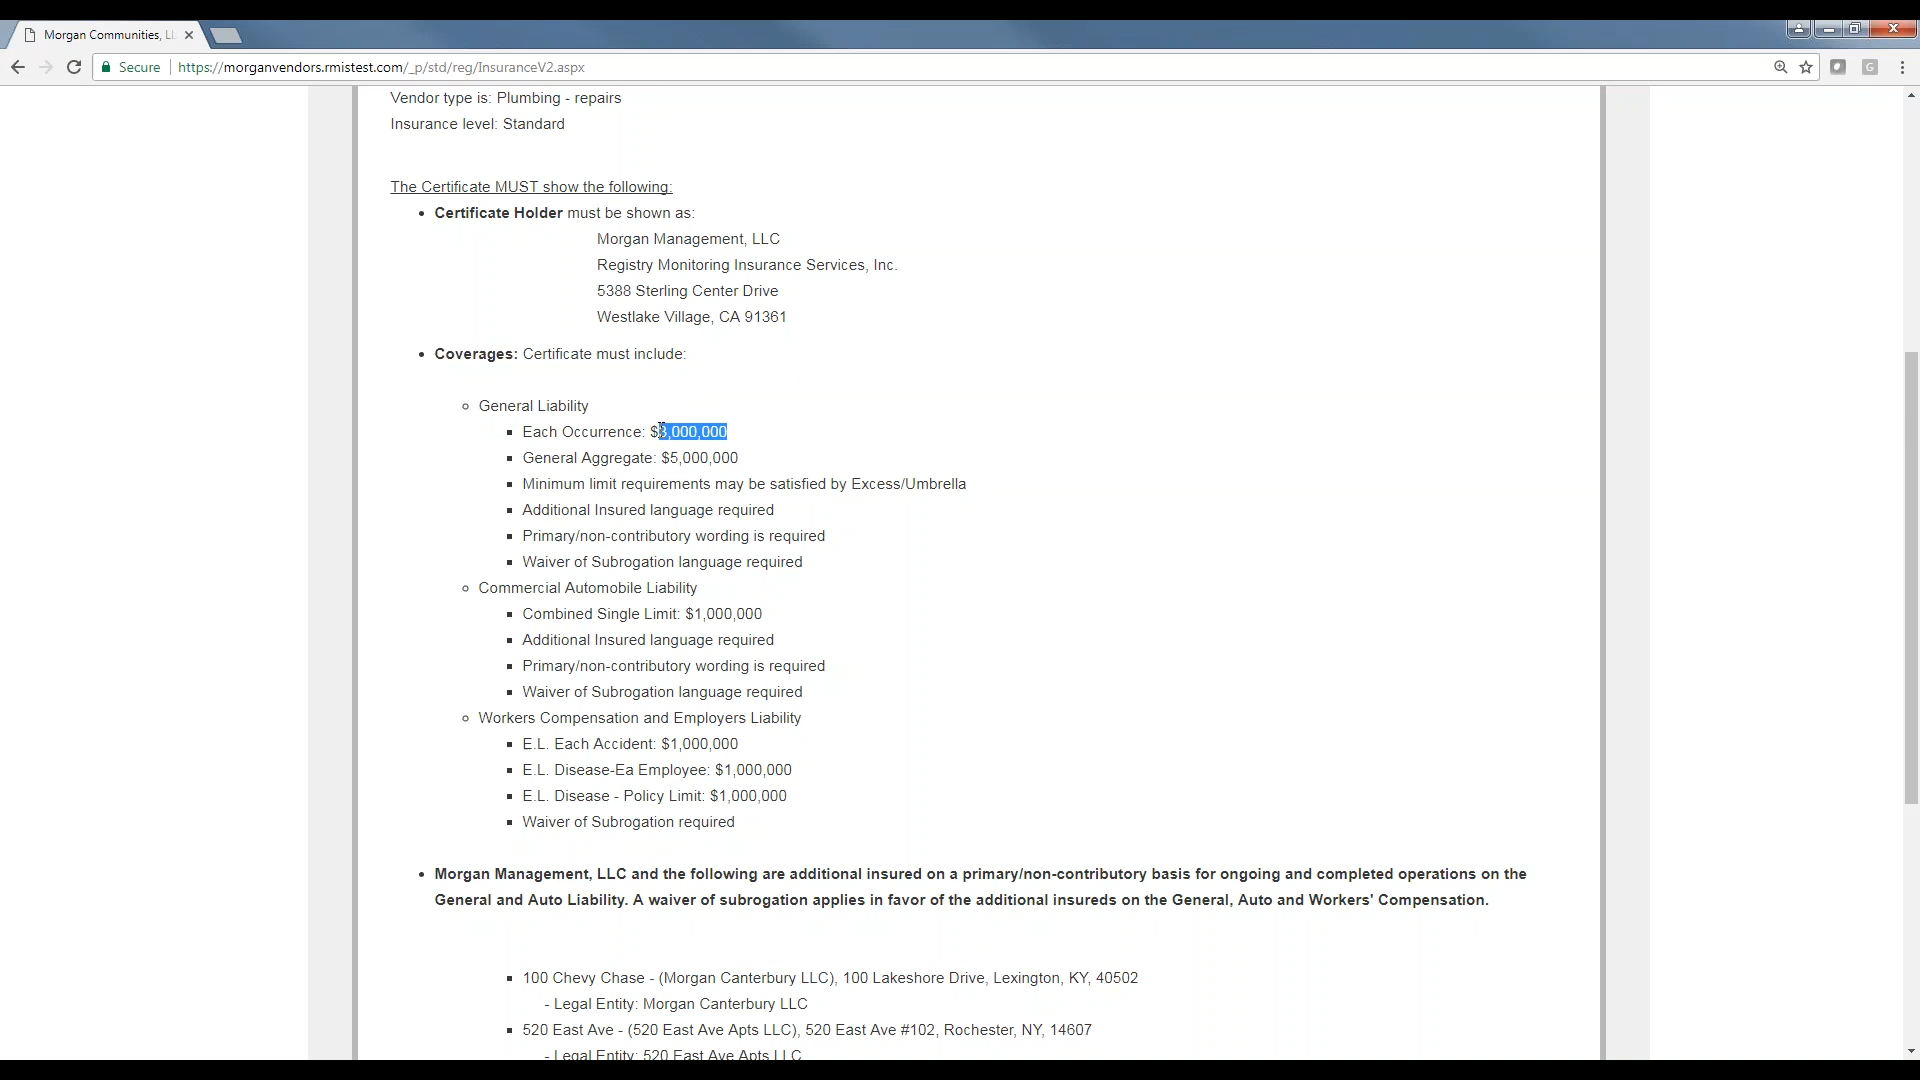 Morgan Communities, LL
Secure https://morganvendors.rmistest.com/_p/std/reg/InsuranceV2.aspx
Vendor type is: Plumbing - repairs
Insurance level: Standard
The Certificate MUST show the following:
Certificate Holder must be shown as:
Morgan Management, LLC
Registry Monitoring Insurance Services, Inc.
5388 Sterling Center Drive
Westlake Village, CA 91361
Coverages: Certificate must include:
General Liability
Each Occurrence: $3,000,000
General Aggregate: $5,000,000
Minimum limit requirements may be satisfied by Excess/Umbrella
Additional Insured language required
Primary/non-contributory wording is required
Waiver of Subrogation language required
Commercial Automobile Liability
Combined Single Limit: $1,000,000
Additional Insured language required
Primary/non-contributory wording is required
Waiver of Subrogation language required
Workers Compensation and Employers Liability
E.L. Each Accident: $1,000,000
E.L. Disease-Ea Employee: $1,000,000
E.L. Disease - Policy Limit: $1,000,000
Waiver of Subrogation required
Morgan Management, LLC and the following are additional insured on a primary/non-contributory basis for ongoing and completed operations on the
General and Auto Liability. A waiver of subrogation applies in favor of the additional insureds on the General, Auto and Workers' Compensation.
100 Chevy Chase - (Morgan Canterbury LLC), 100 Lakeshore Drive, Lexington, KY, 40502
- Legal Entity: Morgan Canterbury LLC
520 East Ave - (520 East Ave Apts LLC), 520 East Ave #102, Rochester, NY, 14607
- Legal Entity: 520 East Ave Apts LLC